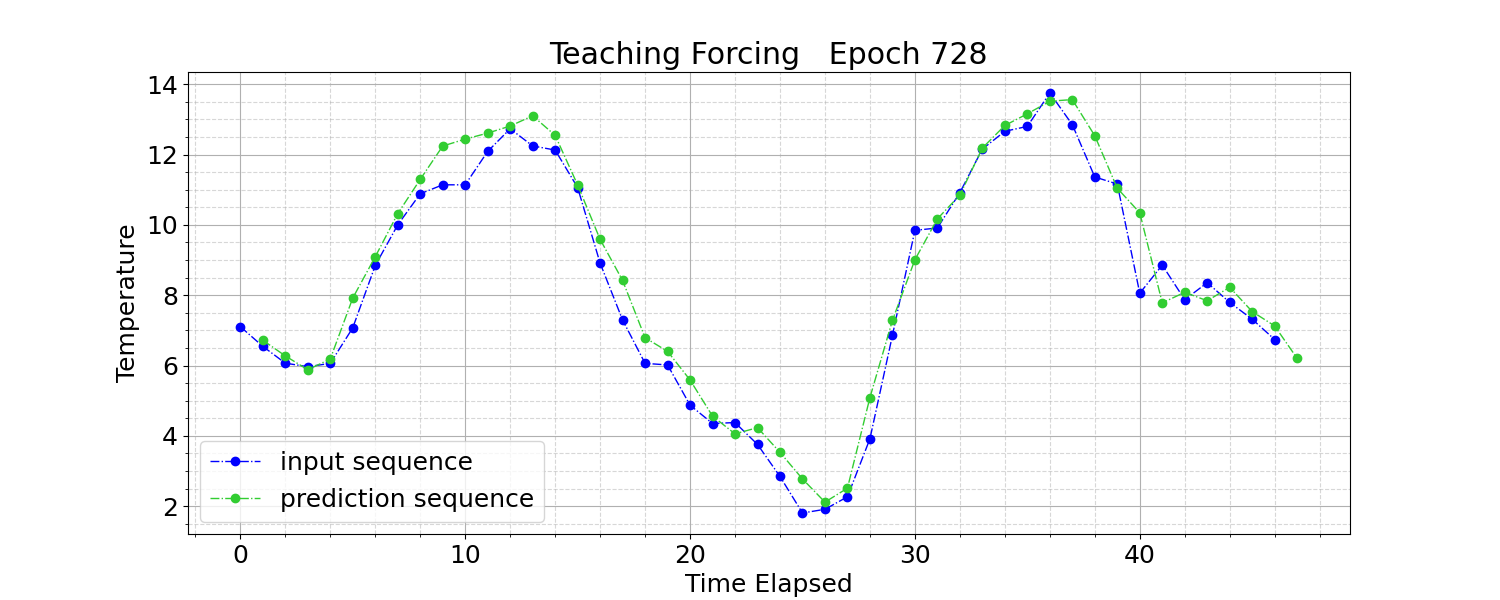 Teaching Forcing   Epoch 728
Temperature
14
12
10
8
6
4
2
input sequence
prediction sequence
0 10 20 30 40
Time Elapsed